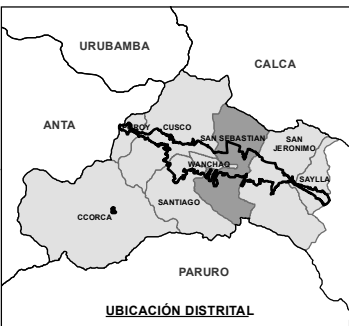 URUBAMBA
CALCA
ANTA
CUSCO
SAN SEBASTIAN
SAN
JERONIMO
WANCHAQ
SAYLLA
CCORCA
SANTIAGO
PARURO
UBICACIÓN DISTRITAL